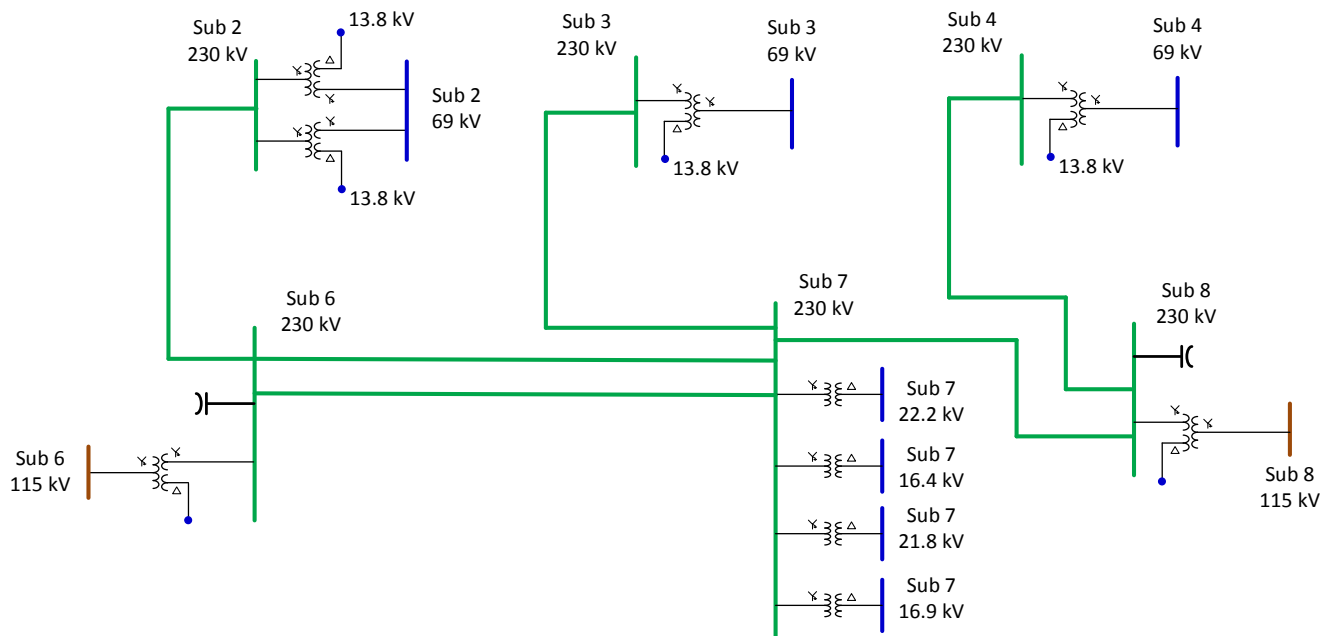 Sub 2
230 kV
13.8 kV
Sub 2
69 kV
13.8 kV
Sub 3
230 kV
Sub 3
69 kV
13.8 kV
Sub 4
230 kV
Sub 4
69 kV
13.8 kV
Sub 6
230 kV
Sub 7
230 kV
Sub 8
230 kV
Sub 6
115 kV
Sub 7
22.2 kV
Sub 7
16.4 kV
Sub 7
21.8 kV
Sub 7
16.9 kV
Sub 8
115 kV